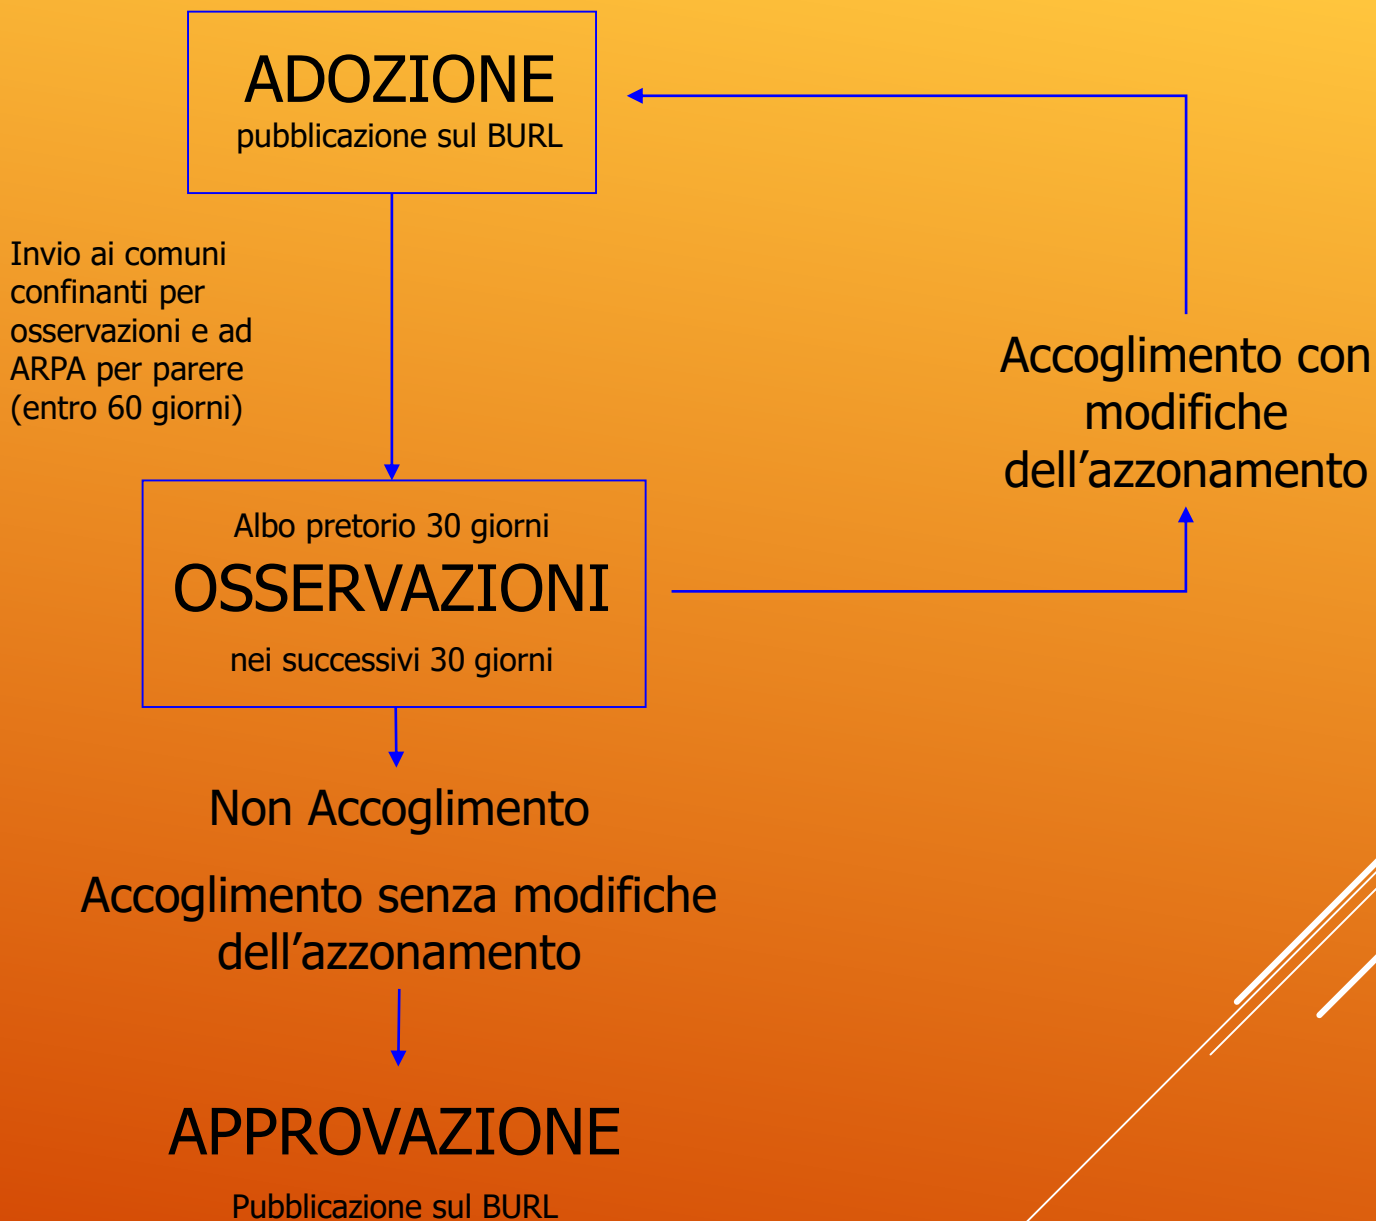 ADOZIONE
pubblicazione sul BURL
Invio ai comuni
confinanti per
osservazioni e ad
ARPA per parere
(entro 60 giorni)
Accoglimento con
modifiche
dell’azzonamento
Albo pretorio 30 giorni
OSSERVAZIONI
nei successivi 30 giorni
Non Accoglimento
Accoglimento senza modifiche
dell’azzonamento
APPROVAZIONE
Pubblicazione sul BURL